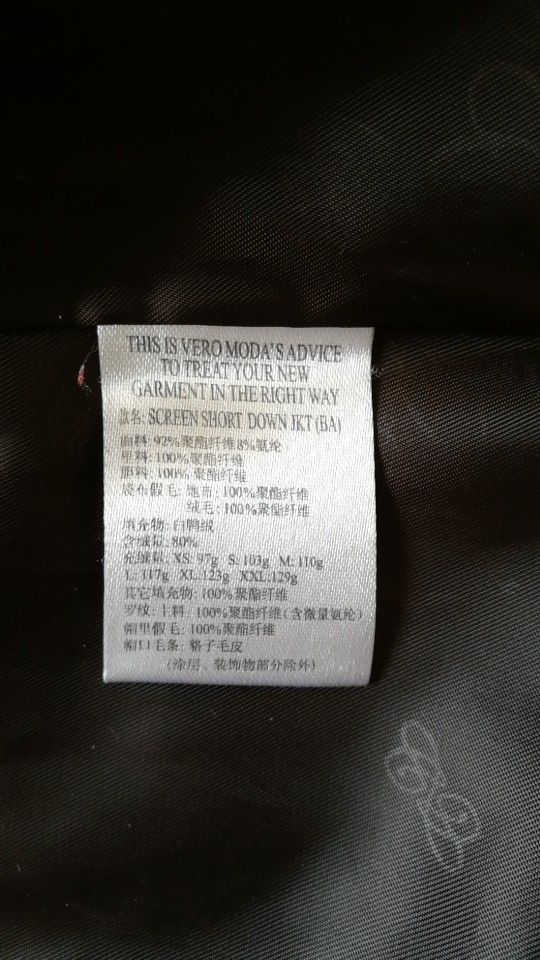 THIS IS VERO MODA'S ADVICE
TO TREAT YOUR NEW
GARMENT IN THE RIGHT WAY
款名: SCREEN SHORT DOWN JKT (BA)
面料: 92%聚酯纤维8%氨纶
里料: 100%聚酯纤维
胆料: 100% 聚酯纤维
袋布假毛: 地布: 100%聚酯纤维
绒毛: 100%聚酯纤维
填充物: 白鸭绒
含绒量: 80%
充绒量: XS: 97g S: 103g M: 110g
L: 117g XL:123g XXL:129g
其它填充物: 100%聚酯纤维
罗纹: 主料: 100%聚酯纤维(含微量氨纶)
帽里假毛: 100%聚酯纤维
帽口毛条: 貉子毛皮
(涂层、装饰物部分除外)